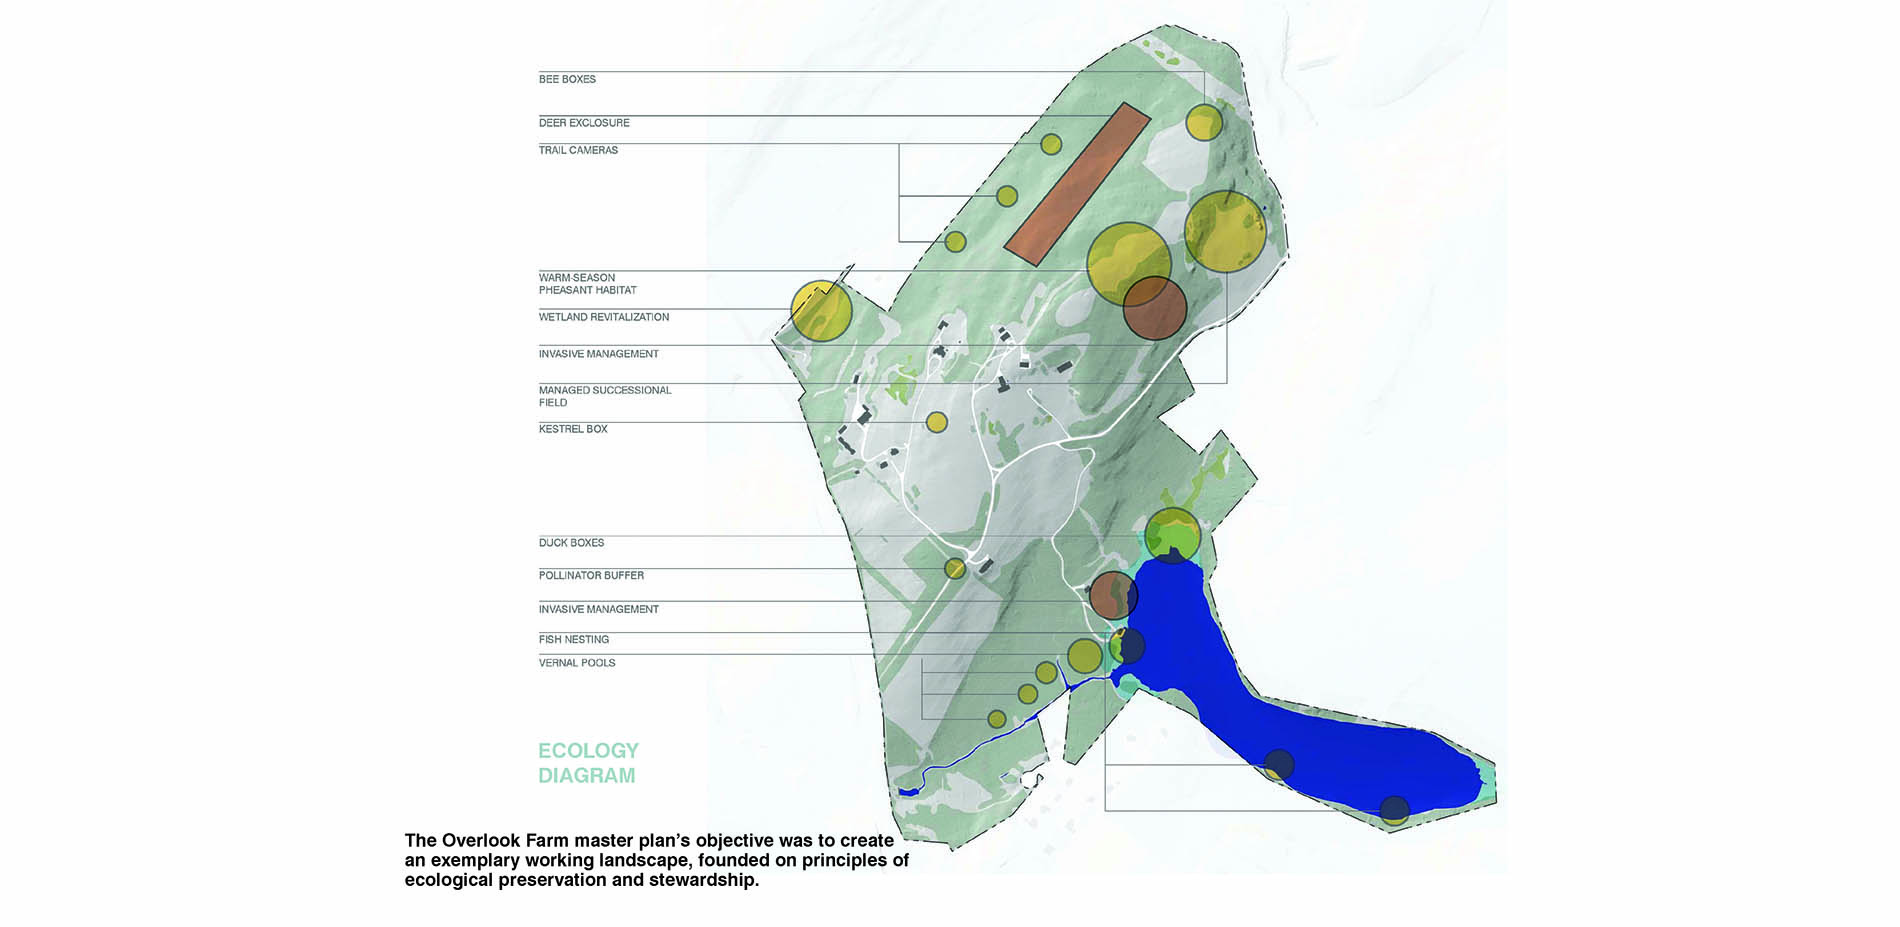 BEE BOXES
DEER EXCLOSURE
TRAIL CAMERAS
WARM-SEASON
PHEASANT HABITAT
WETLAND REVITALIZATION
INVASIVE MANAGEMENT
MANAGED SUCCESSIONAL
FIELD
KESTREL BOX
DUCK BOXES
POLLINATOR BUFFER
INVASIVE MANAGEMENT
FISH NESTING
VERNAL POOLS
ECOLOGY
DIAGRAM
The Overlook Farm master plan’s objective was to create
an exemplary working landscape, founded on principles of
ecological preservation and stewardship.